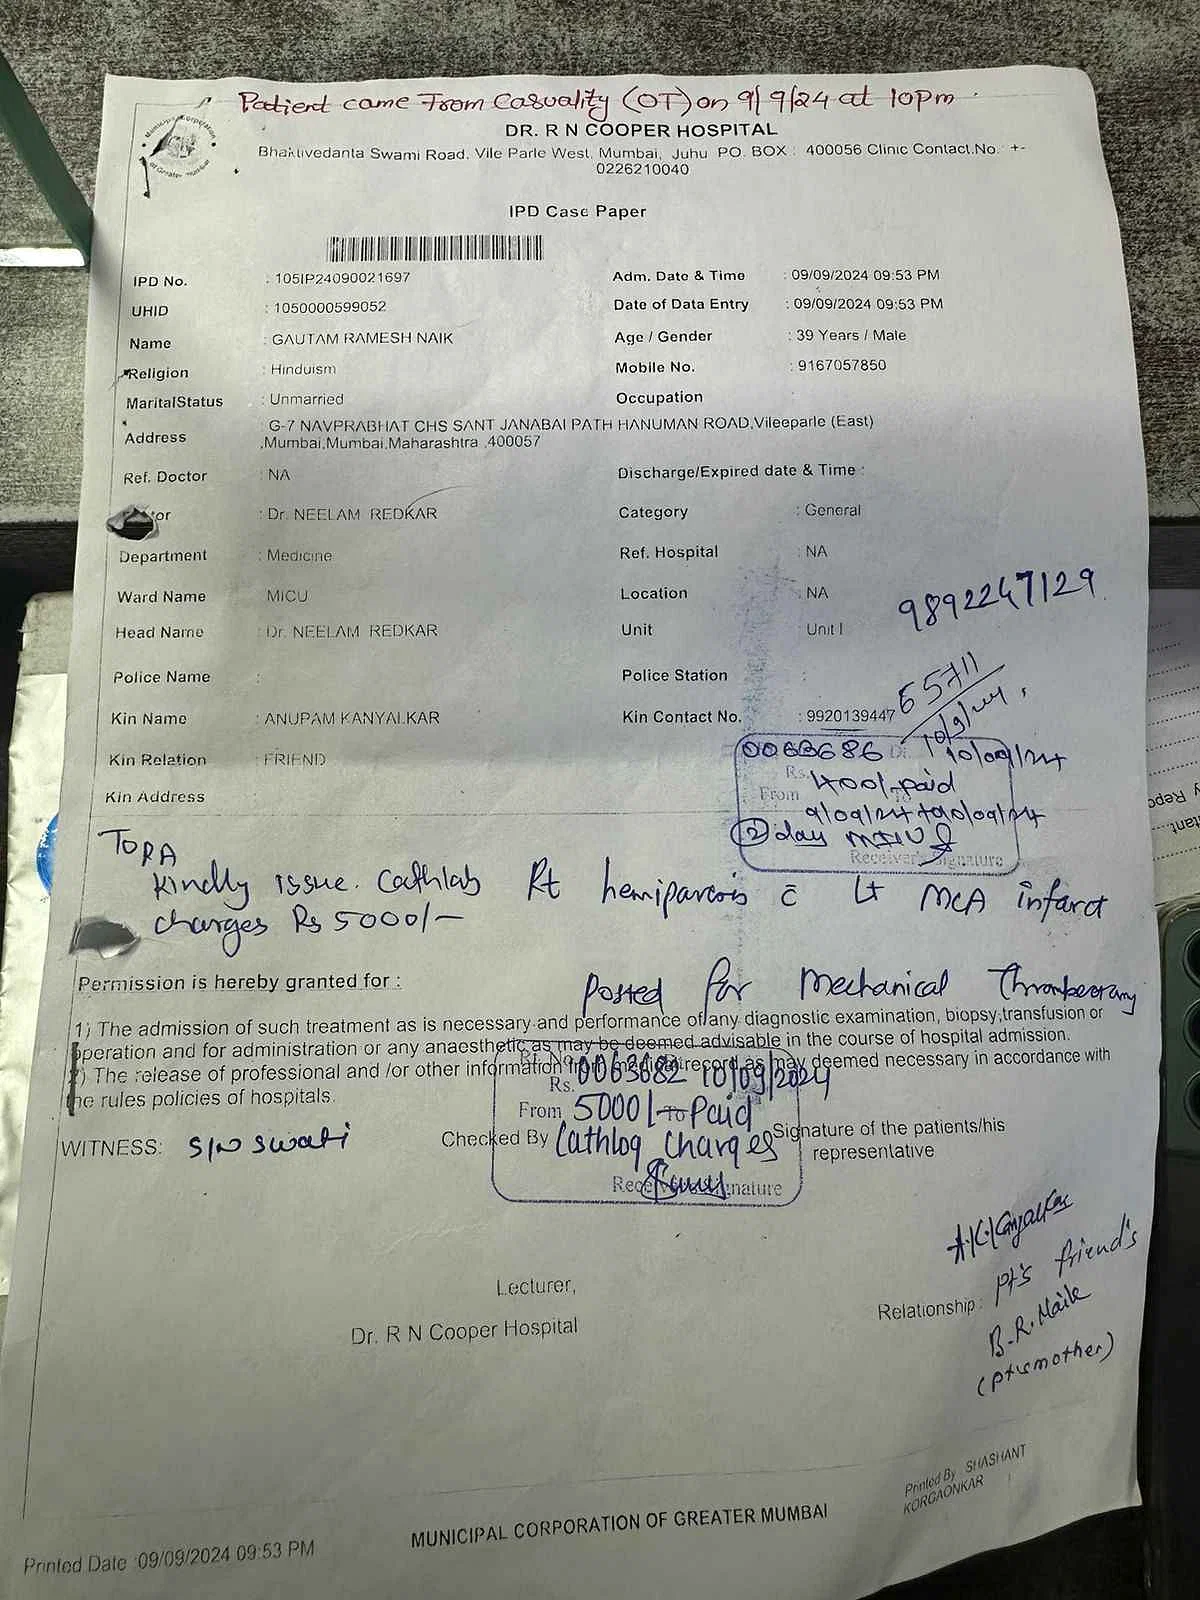 Patient came From Casuality (OT) on 9/9/24 at 10pm
Municipal Corporation of Greater Mumbai
DR. R N COOPER HOSPITAL
Bhaktivedanta Swami Road, Vile Parle West, Mumbai, Juhu PO. BOX : 400056 Clinic Contact.No. : +-
0226210040
IPD Case Paper
IPD No. : 105IP24090021697 Adm. Date & Time : 09/09/2024 09:53 PM
UHID : 1050000599052 Date of Data Entry : 09/09/2024 09:53 PM
Name : GAUTAM RAMESH NAIK Age / Gender : 39 Years / Male
Religion : Hinduism Mobile No. : 9167057850
MaritalStatus : Unmarried Occupation
Address : G-7 NAVPRABHAT CHS SANT JANABAI PATH HANUMAN ROAD,Vileeparle (East)
,Mumbai,Mumbai,Maharashtra ,400057
Ref. Doctor : NA Discharge/Expired date & Time :
tor : Dr. NEELAM REDKAR Category : General
Department : Medicine Ref. Hospital : NA
Ward Name MICU Location : NA
9892247129
Head Name : Dr. NEELAM REDKAR Unit : Unit I
Police Name : Police Station
65711
10/9/24
Kin Name : ANUPAM KANYALKAR Kin Contact No. : 9920139447
Kin Relation : FRIEND
Kin Address :
0063686 Dt. 10/09/24
Rs. 400/- paid
From 9/09/24 to 10/09/24
2 day MICU
Receiver's Signature
To RA
Kindly issue. Cathlab Rt hemiparesis c̄ Lt MCA infarct
charges Rs 5000/-
Permission is hereby granted for :
Posted for Mechanical Thrombectomy
1) The admission of such treatment as is necessary and performance of any diagnostic examination, biopsy,transfusion or
operation and for administration or any anaesthetic as may be deemed advisable in the course of hospital admission.
2) The release of professional and /or other information from medical record as may deemed necessary in accordance with
the rules policies of hospitals.
Rt. No. 0063682 10/09/2024
Rs.
From 5000/- To Paid
Cathlog Charges
Receiver's Signature
WITNESS: S/N Swati Checked By Signature of the patients/his
representative
A.K.Kanyalkar
Lecturer,
Dr. R N Cooper Hospital
Relationship : Pt's friend's
B.R.Naik
(pt's mother)
Printed By SHASHANT
KORGAONKAR
MUNICIPAL CORPORATION OF GREATER MUMBAI
Printed Date :09/09/2024 09:53 PM